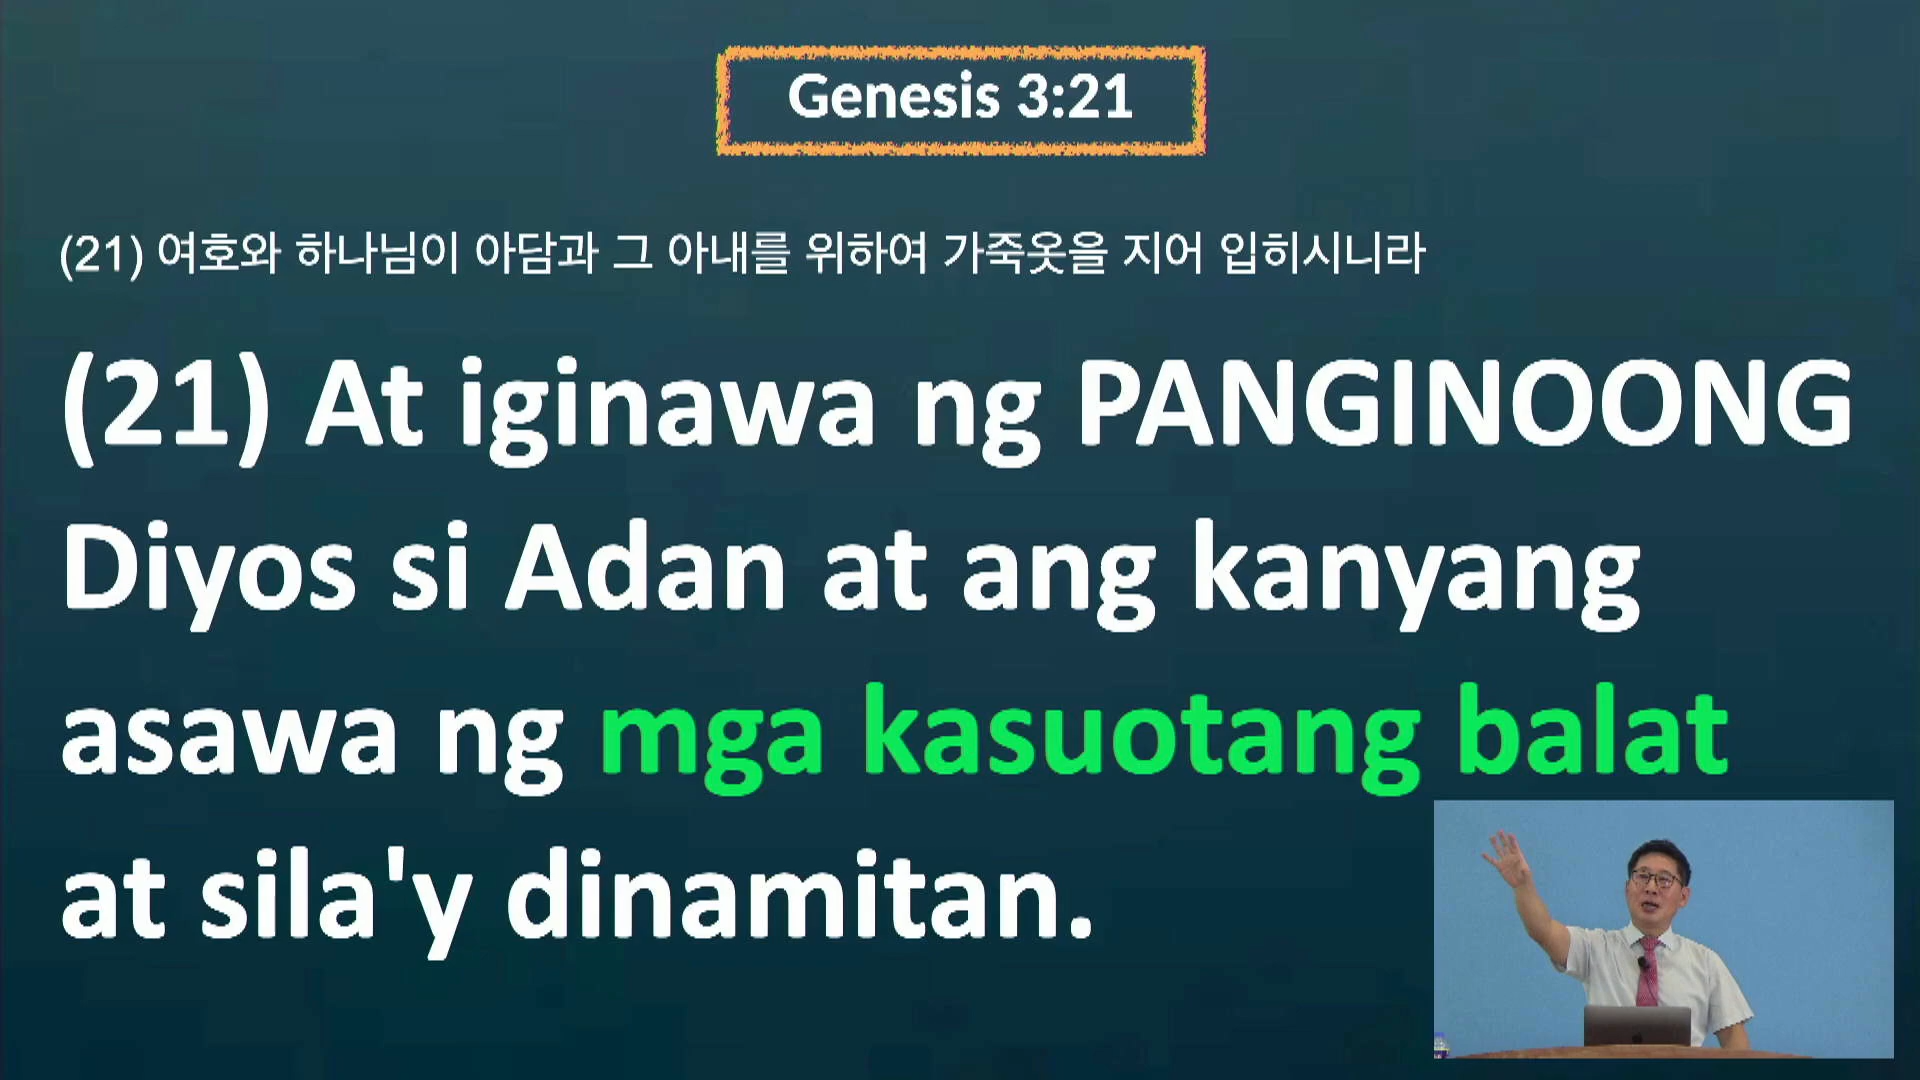 Genesis 3:21
(21) 여호와 하나님이 아담과 그 아내를 위하여 가죽옷을 지어 입히시니라
(21) At iginawa ng PANGINOONG
Diyos si Adan at ang kanyang
asawa ng mga kasuotang balat
at sila'y dinamitan.